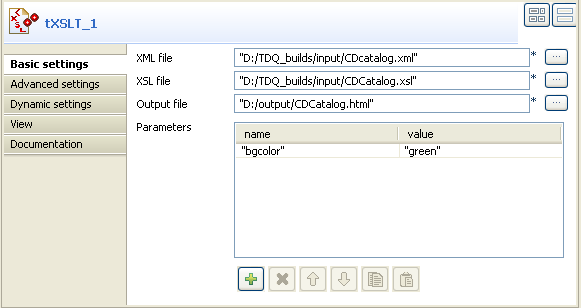 tXSLT_1
Basic settings
Advanced settings
Dynamic settings
View
Documentation
XML file "D:/TDQ_builds/input/CDcatalog.xml" * ...
XSL file "D:/TDQ_builds/input/CDcatalog.xsl" * ...
Output file "D:/output/CDCatalog.html" * ...
Parameters
name value
"bgcolor" "green"